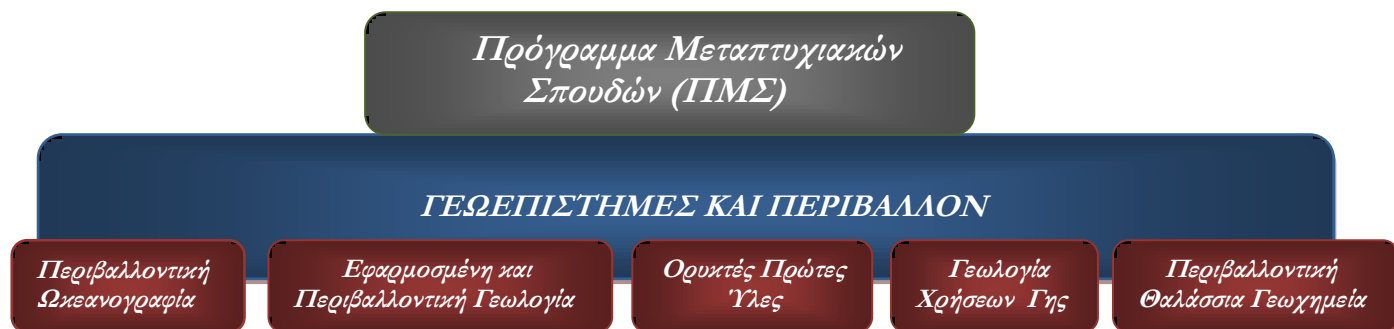 Πρόγραμμα Μεταπτυχιακών
Σπουδών (ΠΜΣ)
ΓΕΩΕΠΙΣΤΗΜΕΣ ΚΑΙ ΠΕΡΙΒΑΛΛΟΝ
Περιβαλλοντική
Ωκεανογραφία
Εφαρμοσμένη και
Περιβαλλοντική Γεωλογία
Ορυκτές Πρώτες
Ύλες
Γεωλογία
Χρήσεων Γης
Περιβαλλοντική
Θαλάσσια Γεωχημεία